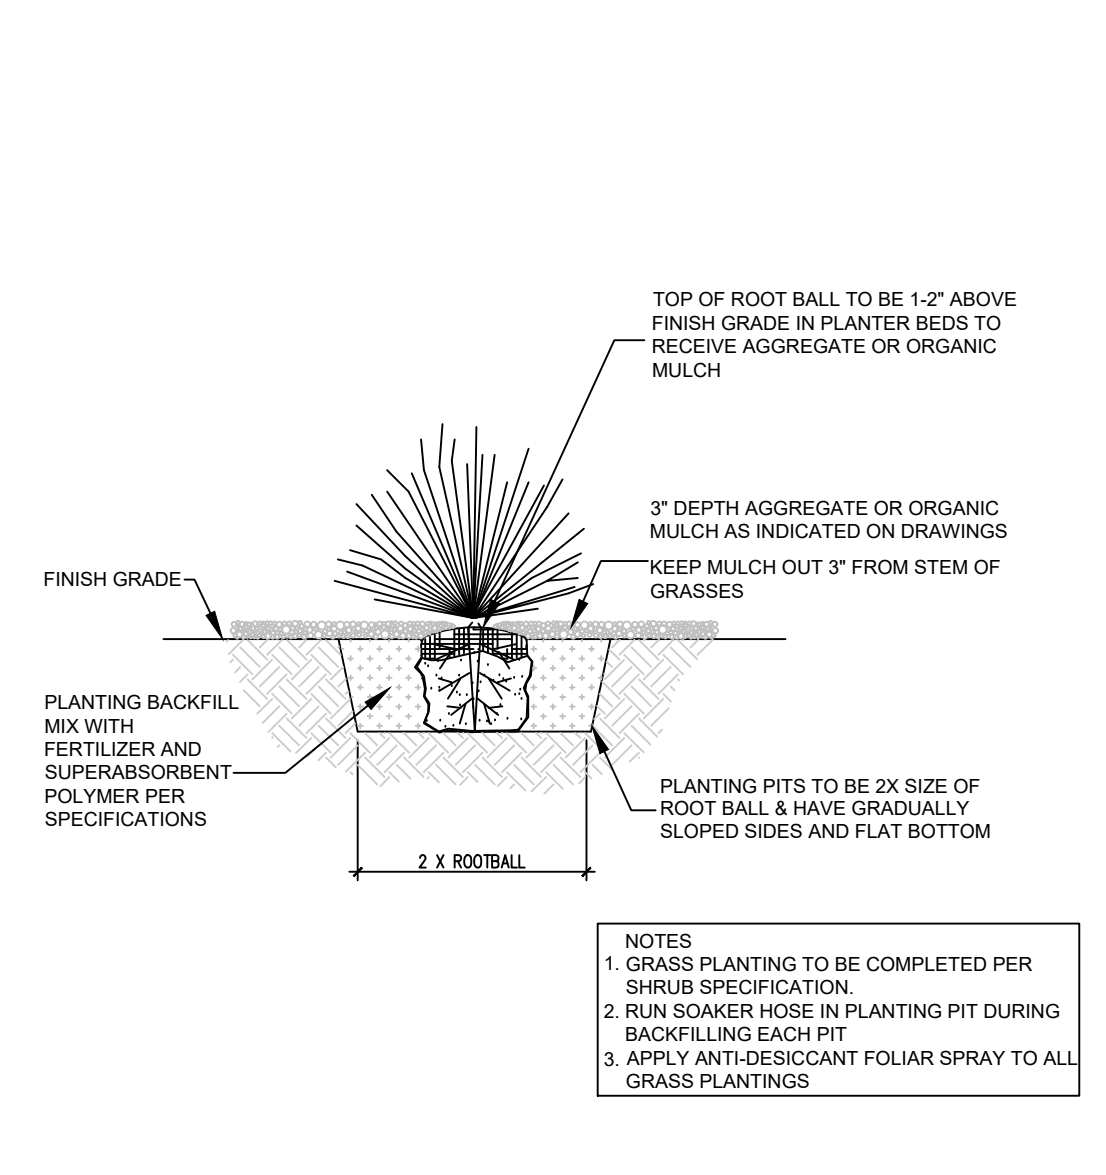 TOP OF ROOT BALL TO BE 1-2" ABOVE
FINISH GRADE IN PLANTER BEDS TO
RECEIVE AGGREGATE OR ORGANIC
MULCH
3" DEPTH AGGREGATE OR ORGANIC
MULCH AS INDICATED ON DRAWINGS
KEEP MULCH OUT 3" FROM STEM OF
GRASSES
FINISH GRADE
PLANTING BACKFILL
MIX WITH
FERTILIZER AND
SUPERABSORBENT
POLYMER PER
SPECIFICATIONS
PLANTING PITS TO BE 2X SIZE OF
ROOT BALL & HAVE GRADUALLY
SLOPED SIDES AND FLAT BOTTOM
2 X ROOTBALL
NOTES
1. GRASS PLANTING TO BE COMPLETED PER
SHRUB SPECIFICATION.
2. RUN SOAKER HOSE IN PLANTING PIT DURING
BACKFILLING EACH PIT
3. APPLY ANTI-DESICCANT FOLIAR SPRAY TO ALL
GRASS PLANTINGS